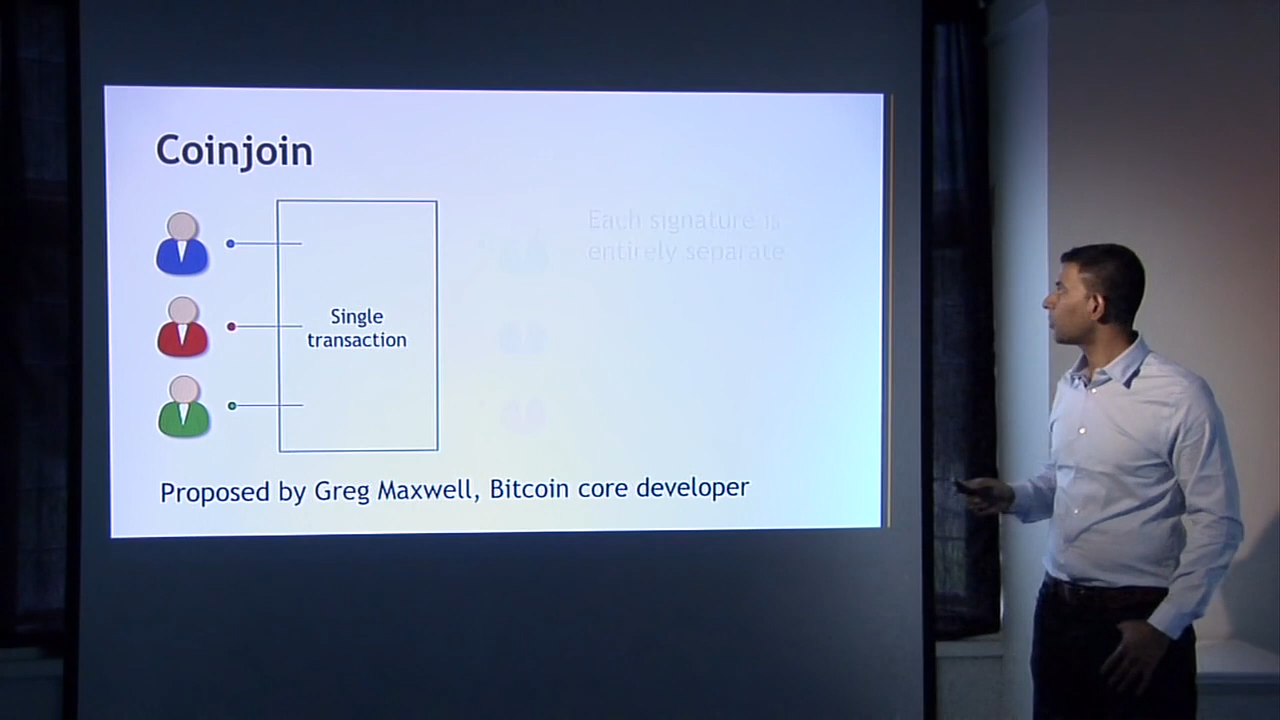 Coinjoin
Each signature is
entirely separate
Single
transaction
Proposed by Greg Maxwell, Bitcoin core developer